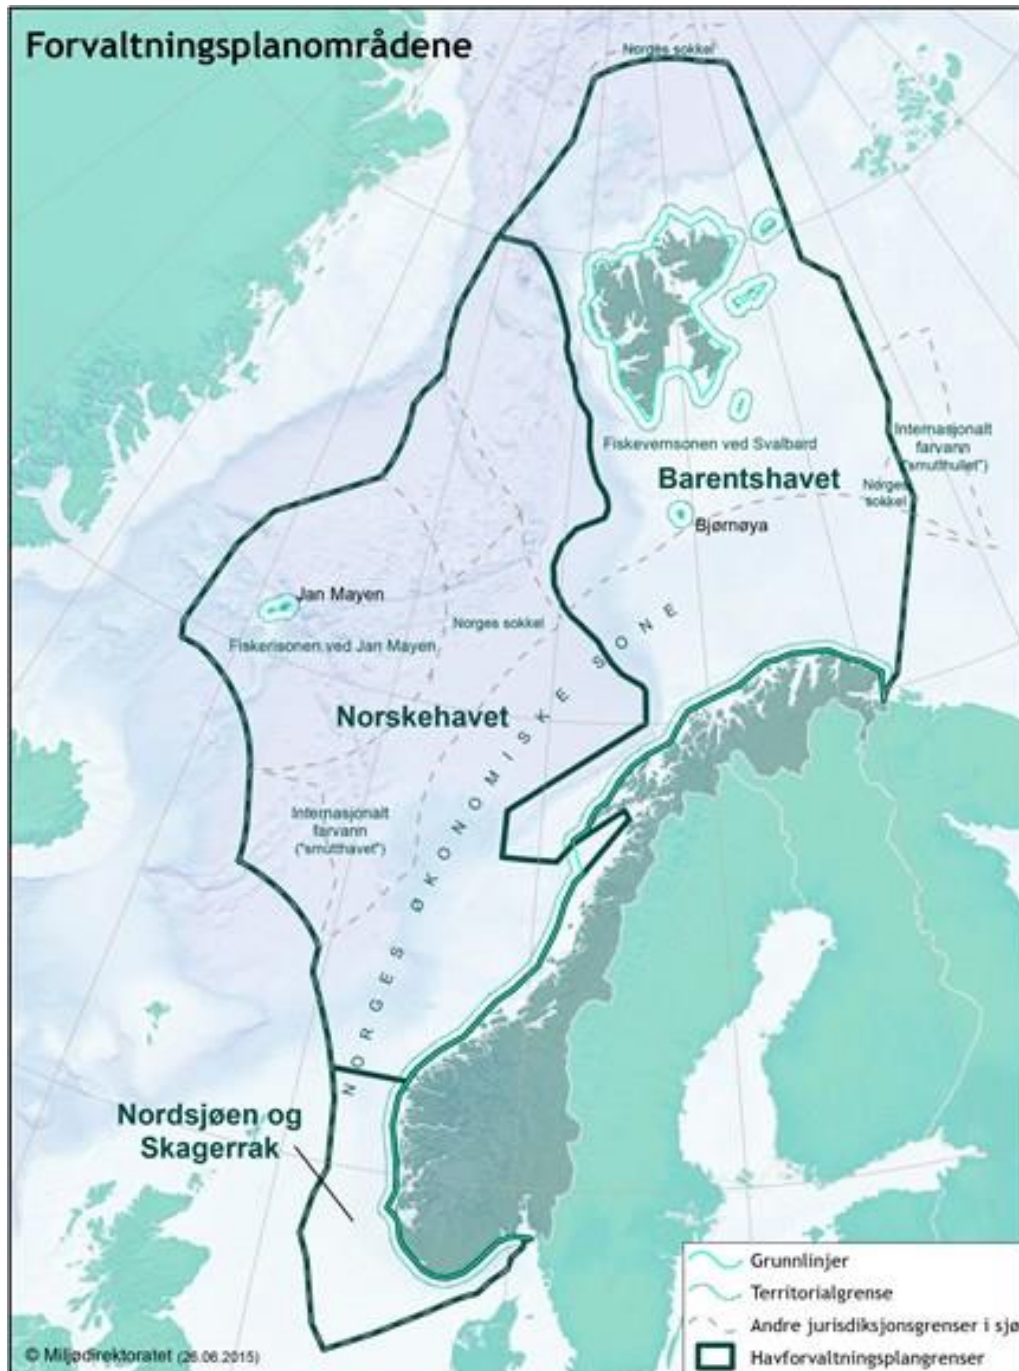 Forvaltningsplanområdene
Norges sokkel
Fiskevernsonen ved Svalbard
Barentshavet
Internasjonalt
farvann
("smutthullet")
Norges
sokkel
Bjørnøya
Jan Mayen
Fiskerisonen ved Jan Mayen
Norges sokkel
Norskehavet
NORGES ØKONOMISKE SONE
Internasjonalt
farvann
("smutthavet")
Nordsjøen og
Skagerrak
Grunnlinjer
Territorialgrense
Andre jurisdiksjonsgrenser i sjø
Havforvaltningsplangrenser
© Miljødirektoratet (26.06.2015)